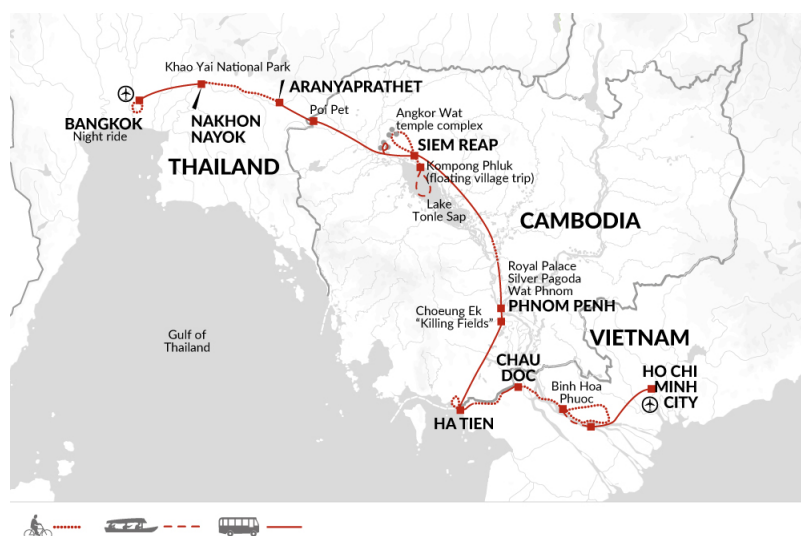 Khao Yai National Park
ARANYAPRATHET
Poi Pet
BANGKOK
Night ride
NAKHON
NAYOK
THAILAND
Angkor Wat
temple complex
SIEM REAP
Kompong Phluk
(floating village trip)
Lake
Tonle Sap
CAMBODIA
Royal Palace
Silver Pagoda
Wat Phnom
PHNOM PENH
Choeung Ek
“Killing Fields”
Gulf of
Thailand
VIETNAM
CHAU
DOC
HO CHI
MINH
CITY
Binh Hoa
Phuoc
HA TIEN